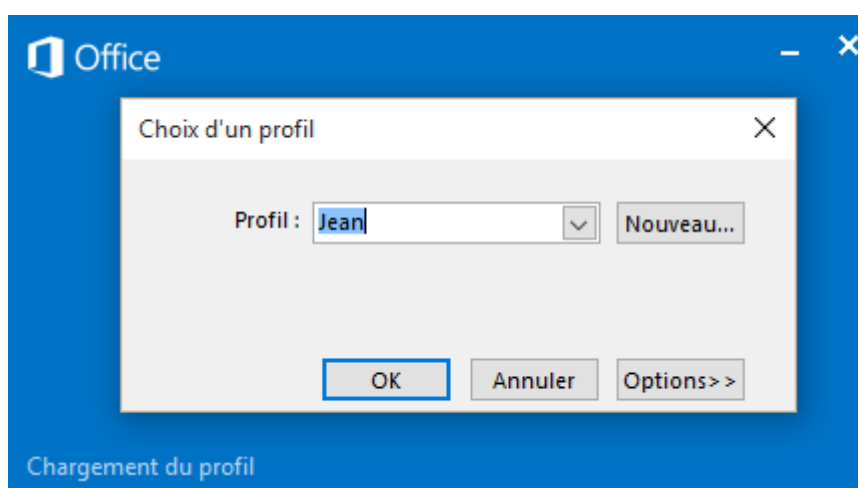 Office
Choix d'un profil
Profil : Jean Nouveau...
OK Annuler Options>>
Chargement du profil